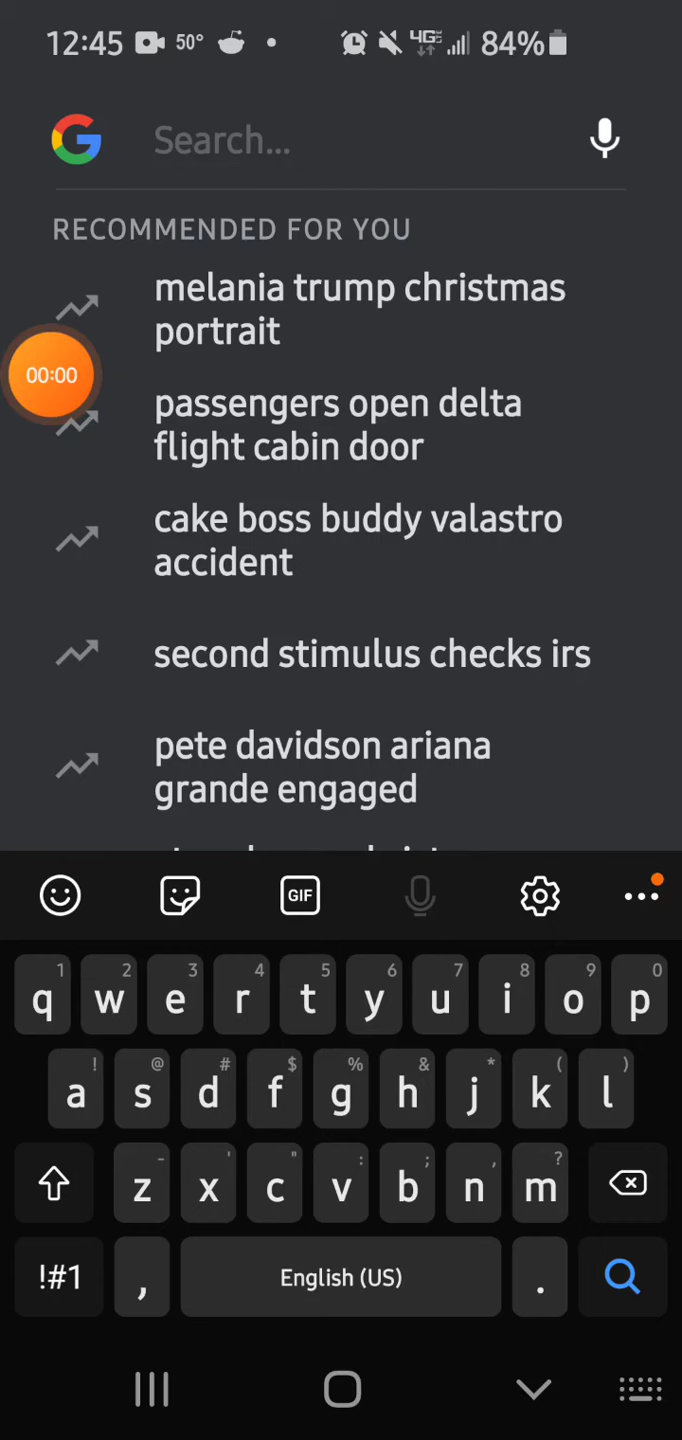 12:45 50° 4G 84%
Search...
RECOMMENDED FOR YOU
melania trump christmas
portrait
00:00
passengers open delta
flight cabin door
cake boss buddy valastro
accident
second stimulus checks irs
pete davidson ariana
grande engaged
GIF
1 2 3 4 5 6 7 8 9 0
q w e r t y u i o p
! @ # $ % & * ( )
a s d f g h j k l
- ' " : ; , ?
z x c v b n m
!#1 , English (US) .